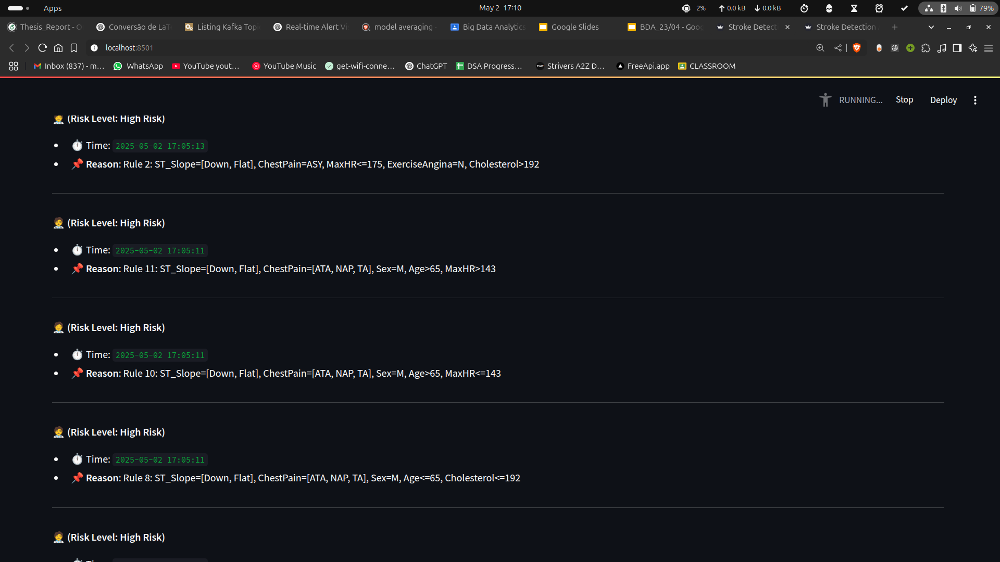 Apps
May 2 17:10
2% 0.0 kB 0.0 kB 79%
Thesis_Report - O Conversão de LaT Listing Kafka Topi Real-time Alert Vi model averaging Big Data Analytics Google Slides BDA_23/04 - Goog Stroke Detecti Stroke Detection
localhost:8501
Inbox (837) - m... WhatsApp YouTube yout... YouTube Music get-wifi-conne... ChatGPT DSA Progress... Strivers A2Z D... FreeApi.app CLASSROOM
RUNNING... Stop Deploy
(Risk Level: High Risk)
Time: 2025-05-02 17:05:13
Reason: Rule 2: ST_Slope=[Down, Flat], ChestPain=ASY, MaxHR<=175, ExerciseAngina=N, Cholesterol>192
(Risk Level: High Risk)
Time: 2025-05-02 17:05:11
Reason: Rule 11: ST_Slope=[Down, Flat], ChestPain=[ATA, NAP, TA], Sex=M, Age>65, MaxHR>143
(Risk Level: High Risk)
Time: 2025-05-02 17:05:11
Reason: Rule 10: ST_Slope=[Down, Flat], ChestPain=[ATA, NAP, TA], Sex=M, Age>65, MaxHR<=143
(Risk Level: High Risk)
Time: 2025-05-02 17:05:11
Reason: Rule 8: ST_Slope=[Down, Flat], ChestPain=[ATA, NAP, TA], Sex=M, Age<=65, Cholesterol<=192
(Risk Level: High Risk)